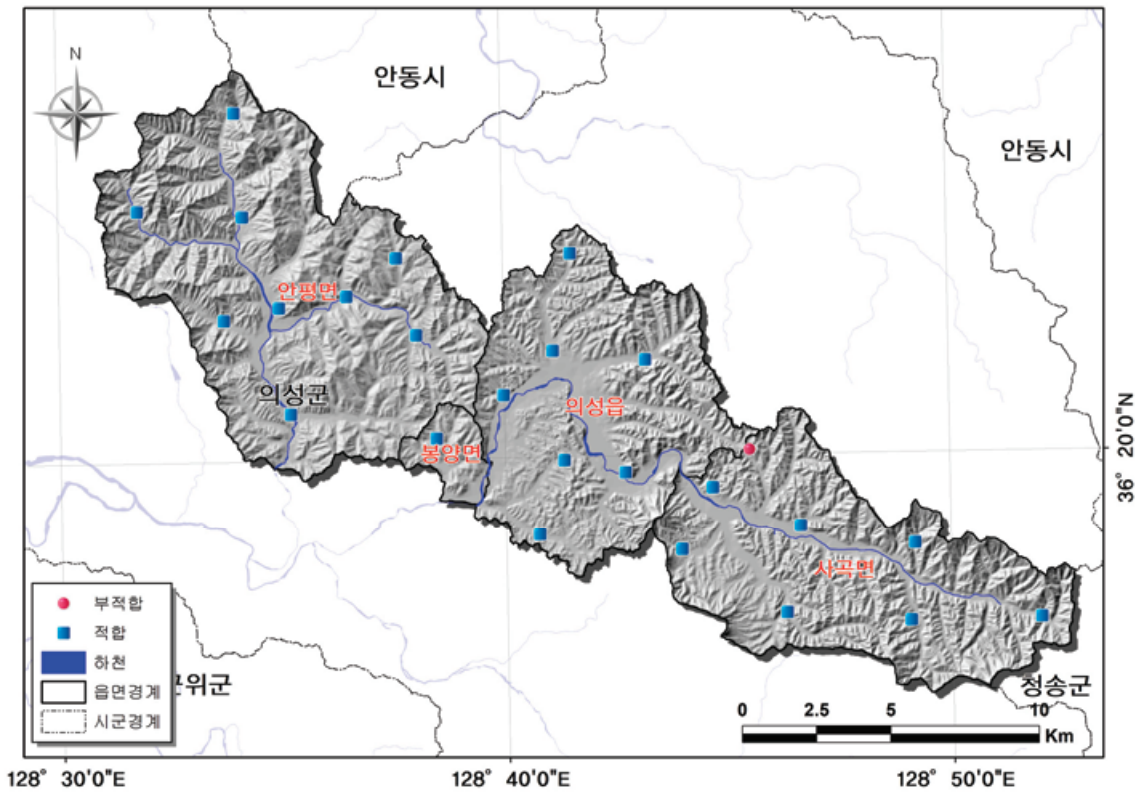 N
안동시
안동시
안평면
의성군
의성읍
봉양면
사곡면
36° 20'0"N
부적합
적합
하천
읍면경계
시군경계
군위군
청송군
0 2.5 5 10
Km
128° 30'0"E 128° 40'0"E 128° 50'0"E